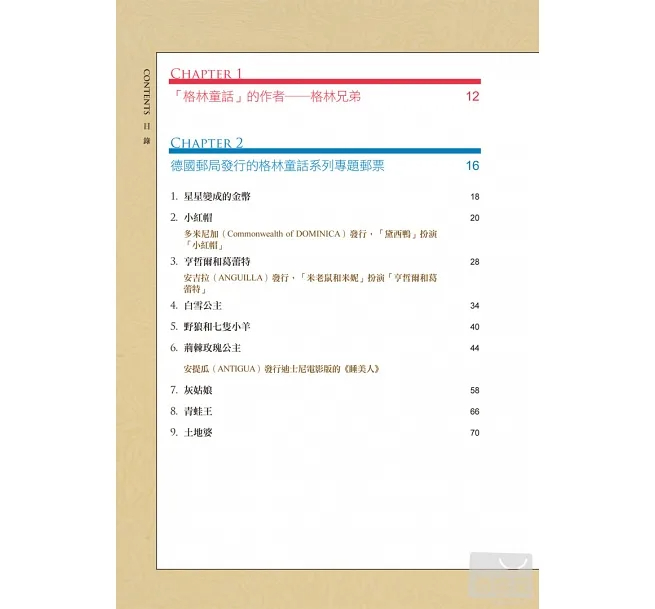 CONTENTS 目錄
CHAPTER 1
「格林童話」的作者──格林兄弟 12
CHAPTER 2
德國郵局發行的格林童話系列專題郵票 16
1. 星星變成的金幣 18
2. 小紅帽 20
多米尼加（Commonwealth of DOMINICA）發行，「黛西鴨」扮演
「小紅帽」
3. 亨哲爾和葛蕾特 28
安吉拉（ANGUILLA）發行，「米老鼠和米妮」扮演「亨哲爾和葛
蕾特」
4. 白雪公主 34
5. 野狼和七隻小羊 40
6. 荊棘玫瑰公主 44
安提瓜（ANTIGUA）發行迪士尼電影版的《睡美人》
7. 灰姑娘 58
8. 青蛙王 66
9. 土地婆 70